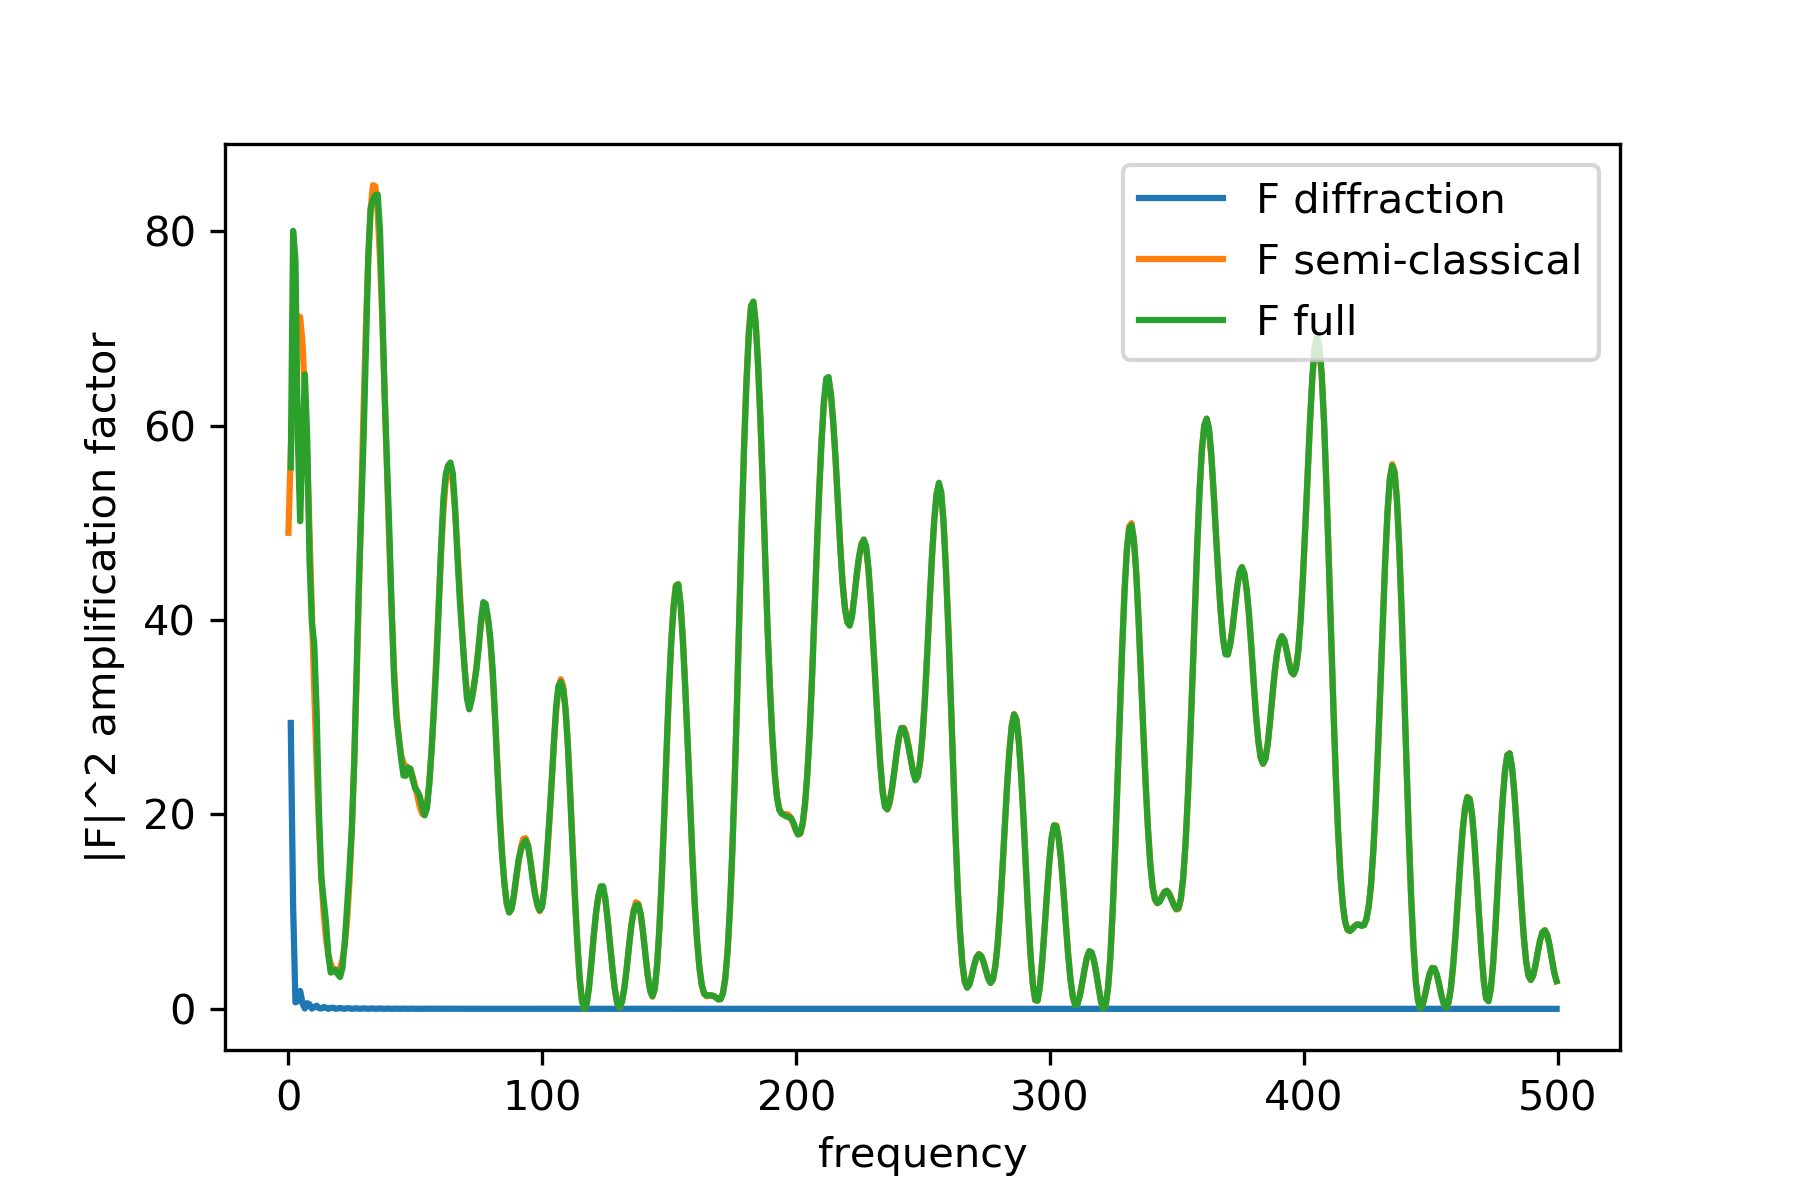 F diffraction
F semi-classical
F full
80
60
40
20
0
|F|^2 amplification factor
0 100 200 300 400 500
frequency